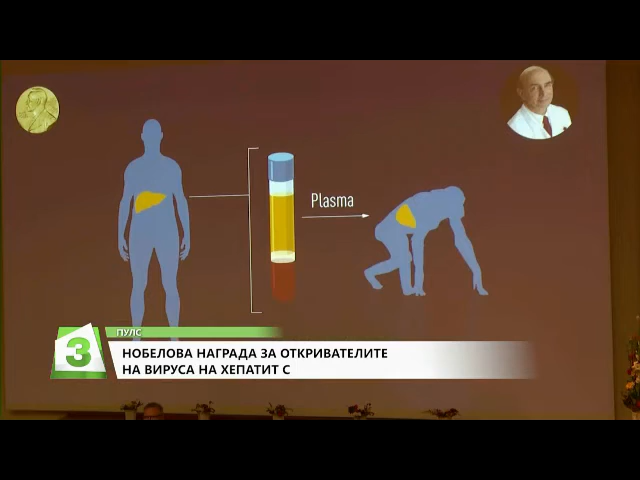 Plasma
3
ПУЛС
НОБЕЛОВА НАГРАДА ЗА ОТКРИВАТЕЛИТЕ
НА ВИРУСА НА ХЕПАТИТ С